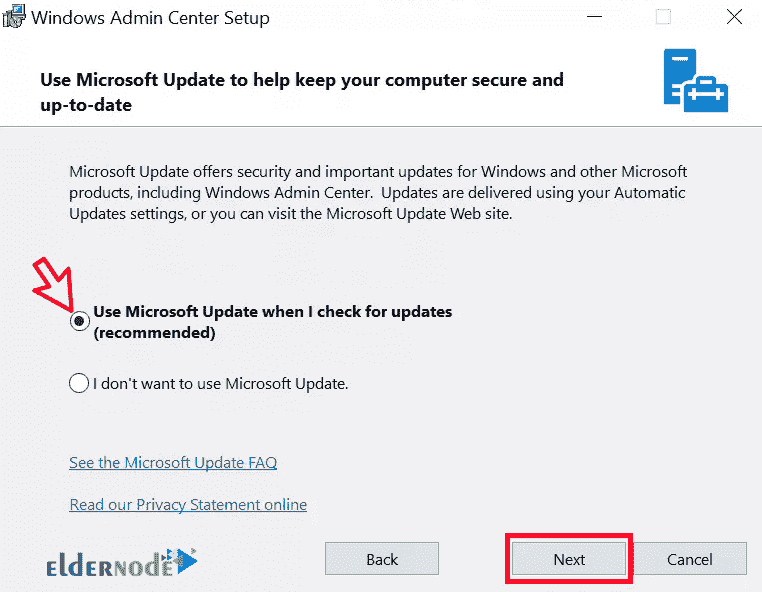 Windows Admin Center Setup
Use Microsoft Update to help keep your computer secure and
up-to-date
Microsoft Update offers security and important updates for Windows and other Microsoft
products, including Windows Admin Center.  Updates are delivered using your Automatic
Updates settings, or you can visit the Microsoft Update Web site.
Use Microsoft Update when I check for updates
(recommended)
I don't want to use Microsoft Update.
See the Microsoft Update FAQ
Read our Privacy Statement online
ELDERNODE
Back
Next
Cancel